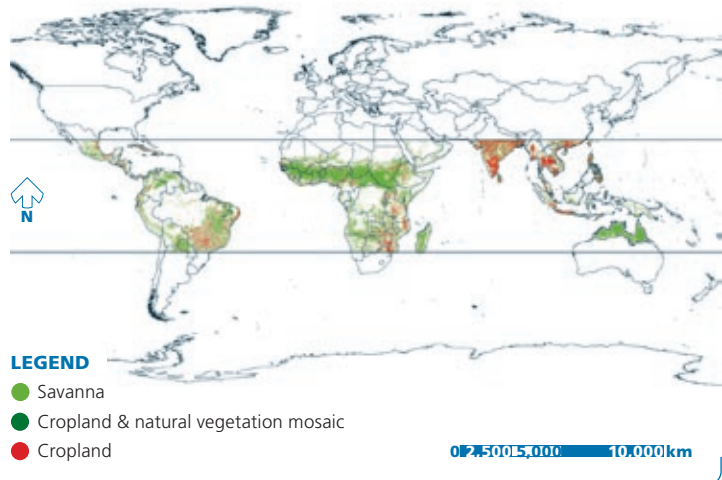 N
LEGEND
Savanna
Cropland & natural vegetation mosaic
Cropland
0 2.500 5,000 10.000 km